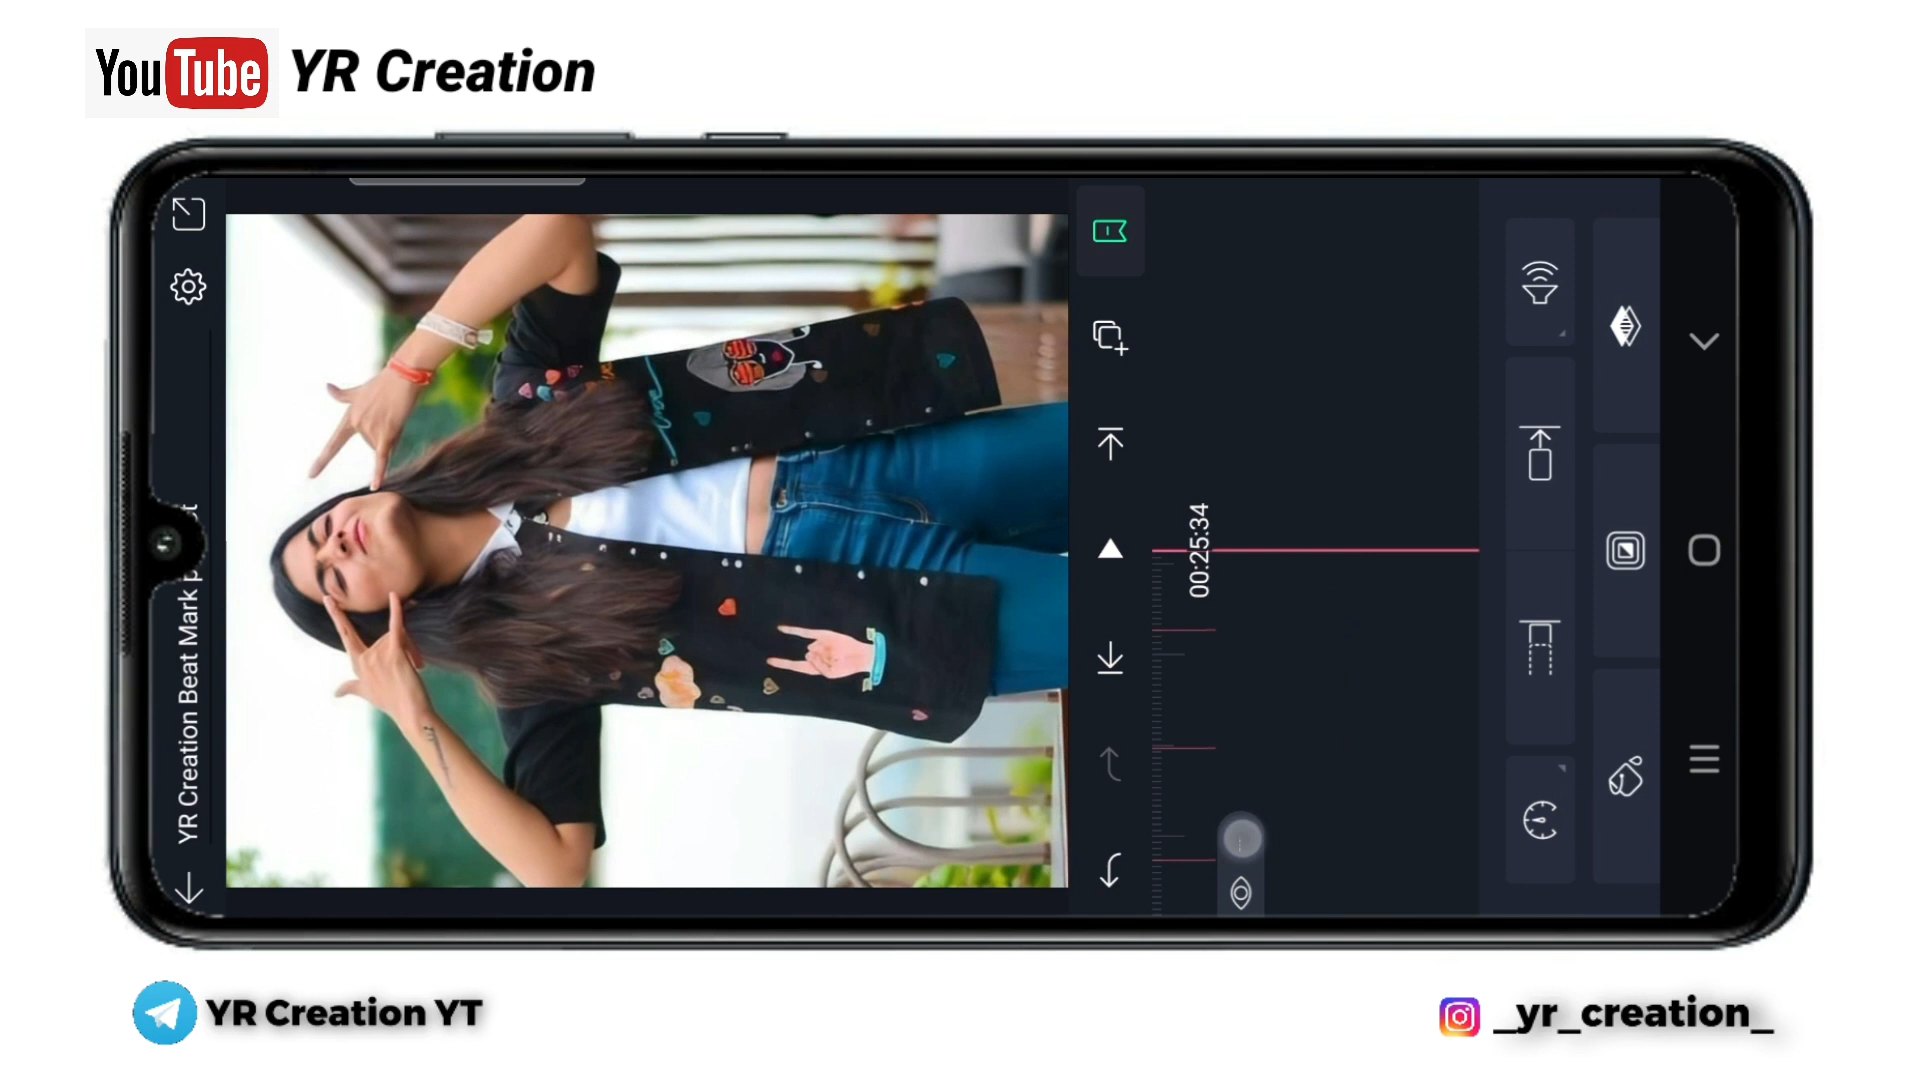 YouTube YR Creation
YR Creation Beat Mark p
t
00:25:34
YR Creation YT
_yr_creation_